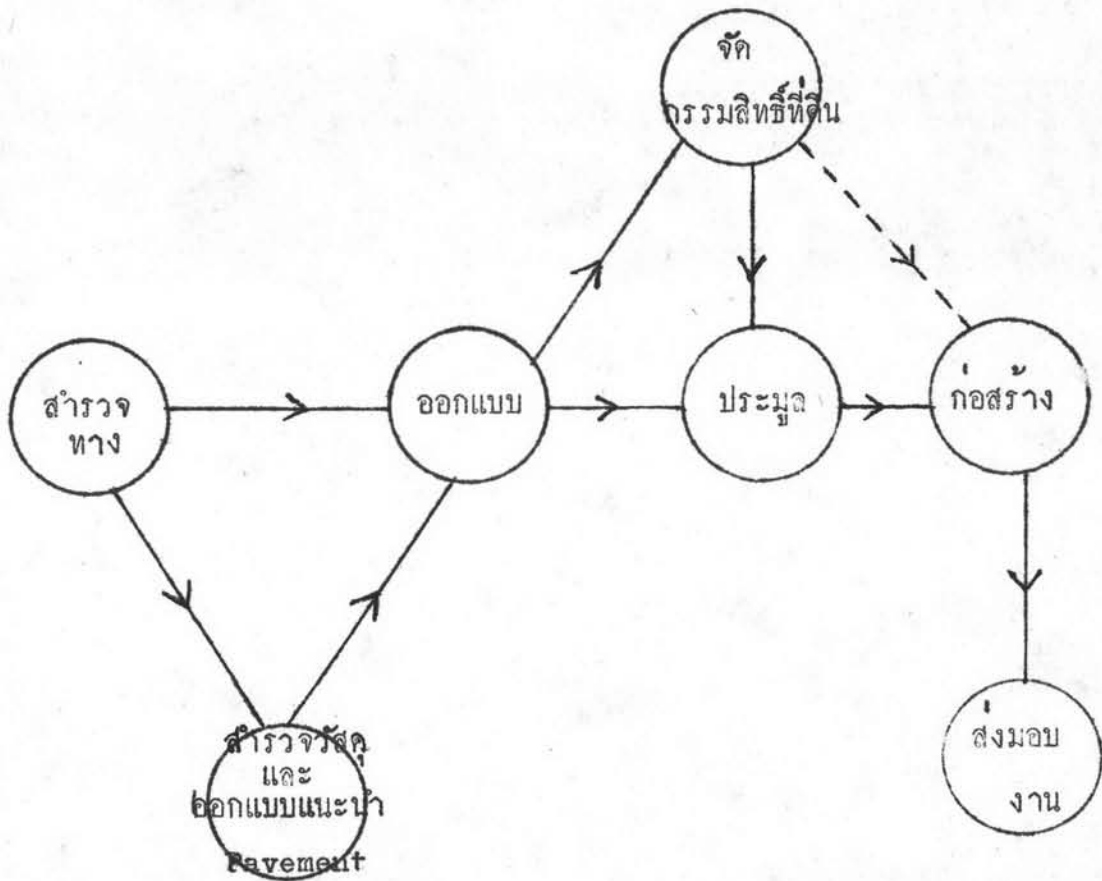 จัด
กรรมสิทธิ์ที่ดิน
สำรวจ
ทาง
ออกแบบ
ประมูล
ก่อสร้าง
สำรวจวัสดุ
และ
ออกแบบแนะนำ
Pavement
ส่งมอบ
งาน